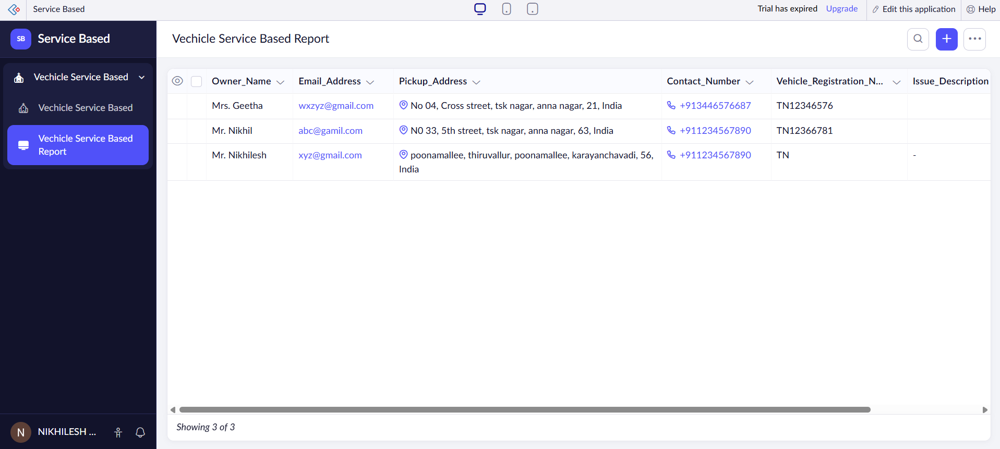 Service Based
Trial has expired Upgrade Edit this application Help
SB Service Based
Vechicle Service Based Report
Vechicle Service Based
Vechicle Service Based
Vechicle Service Based
Report
Owner_Name Email_Address Pickup_Address Contact_Number Vehicle_Registration_N... Issue_Description
Mrs. Geetha wxzyz@gmail.com No 04, Cross street, tsk nagar, anna nagar, 21, India +913446576687 TN12346576
Mr. Nikhil abc@gamil.com N0 33, 5th street, tsk nagar, anna nagar, 63, India +911234567890 TN12366781
Mr. Nikhilesh xyz@gmail.com poonamallee, thiruvallur, poonamallee, karayanchavadi, 56, +911234567890 TN -
India
Showing 3 of 3
N NIKHILESH ...